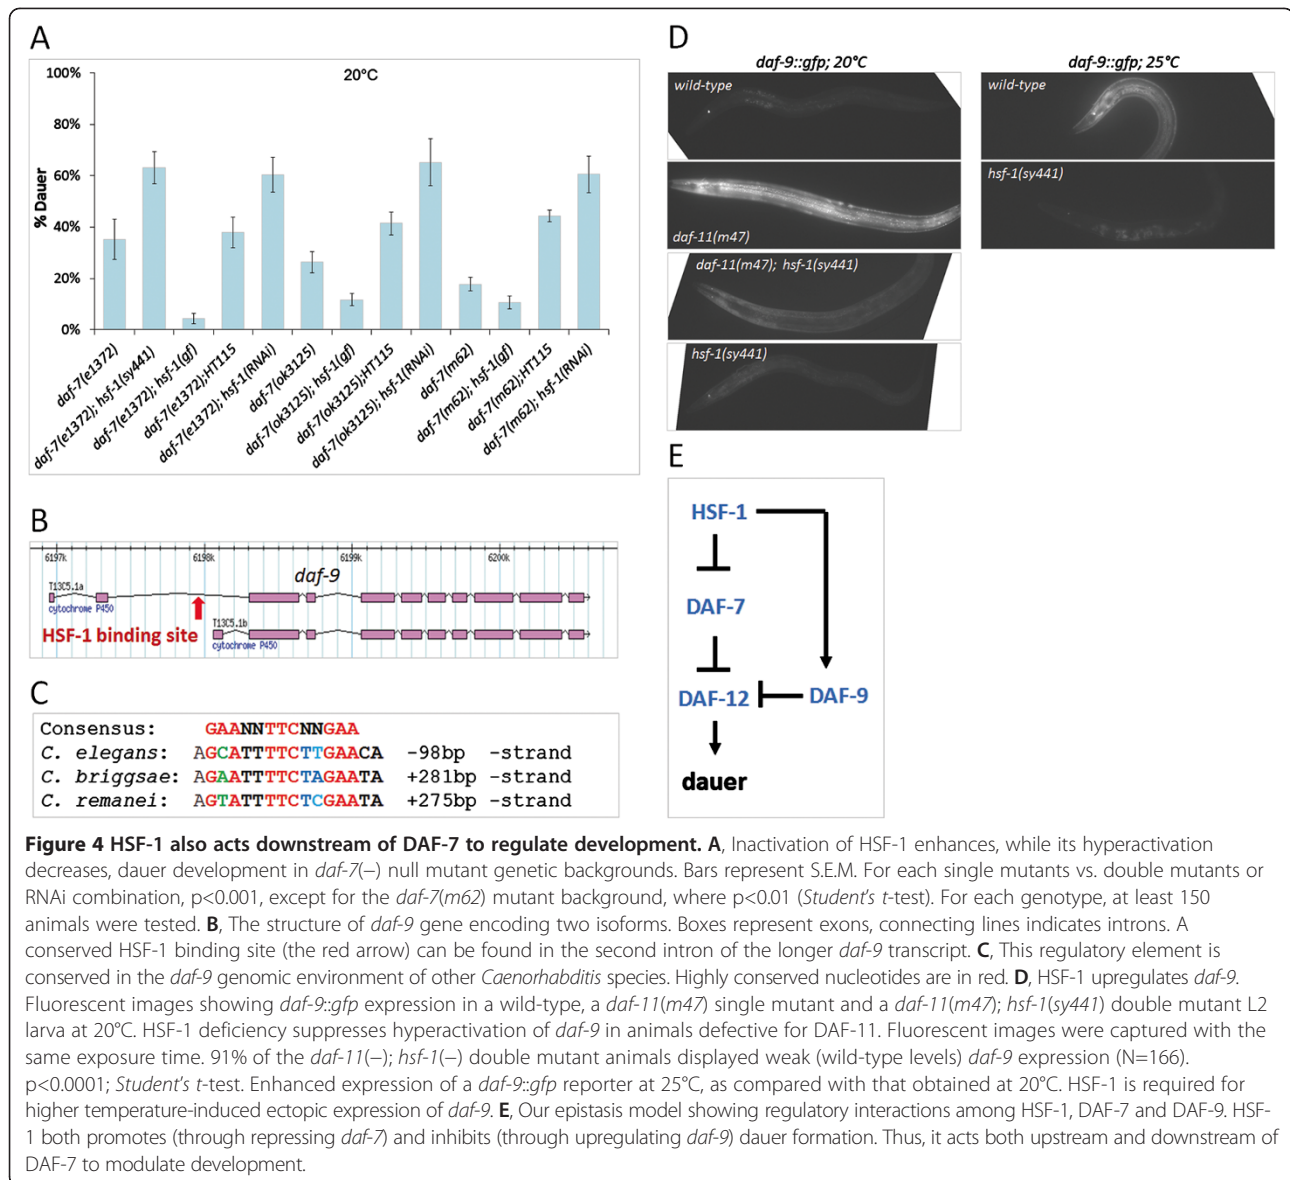 A
20°C
% Dauer
100%
80%
60%
40%
20%
0%
daf-7(e1372)
daf-7(e1372); hsf-1(sy441)
daf-7(e1372); hsf-1(gf)
daf-7(e1372);HT115
daf-7(e1372); hsf-1(RNAi)
daf-7(ok3125)
daf-7(ok3125); hsf-1(gf)
daf-7(ok3125);HT115
daf-7(ok3125); hsf-1(RNAi)
daf-7(m62)
daf-7(m62); hsf-1(gf)
daf-7(m62);HT115
daf-7(m62); hsf-1(RNAi)
B
6197k 6198k 6199k 6200k
daf-9
T13C5.1a
cytochrome P450
HSF-1 binding site
T13C5.1b
cytochrome P450
C
Consensus: GAANNTTCNNGAA
C. elegans: AGCATTTTCTTGAACA -98bp -strand
C. briggsae: AGAATTTTCTAGAATA +281bp -strand
C. remanei: AGTATTTTCTCGAATA +275bp -strand
D
daf-9::gfp; 20°C
wild-type
daf-11(m47)
daf-11(m47); hsf-1(sy441)
hsf-1(sy441)
daf-9::gfp; 25°C
wild-type
hsf-1(sy441)
E
HSF-1
DAF-7
DAF-12
DAF-9
dauer
Figure 4 HSF-1 also acts downstream of DAF-7 to regulate development. A, Inactivation of HSF-1 enhances, while its hyperactivation
decreases, dauer development in daf-7(−) null mutant genetic backgrounds. Bars represent S.E.M. For each single mutants vs. double mutants or
RNAi combination, p<0.001, except for the daf-7(m62) mutant background, where p<0.01 (Student's t-test). For each genotype, at least 150
animals were tested. B, The structure of daf-9 gene encoding two isoforms. Boxes represent exons, connecting lines indicates introns. A
conserved HSF-1 binding site (the red arrow) can be found in the second intron of the longer daf-9 transcript. C, This regulatory element is
conserved in the daf-9 genomic environment of other Caenorhabditis species. Highly conserved nucleotides are in red. D, HSF-1 upregulates daf-9.
Fluorescent images showing daf-9::gfp expression in a wild-type, a daf-11(m47) single mutant and a daf-11(m47); hsf-1(sy441) double mutant L2
larva at 20°C. HSF-1 deficiency suppresses hyperactivation of daf-9 in animals defective for DAF-11. Fluorescent images were captured with the
same exposure time. 91% of the daf-11(−); hsf-1(−) double mutant animals displayed weak (wild-type levels) daf-9 expression (N=166).
p<0.0001; Student's t-test. Enhanced expression of a daf-9::gfp reporter at 25°C, as compared with that obtained at 20°C. HSF-1 is required for
higher temperature-induced ectopic expression of daf-9. E, Our epistasis model showing regulatory interactions among HSF-1, DAF-7 and DAF-9. HSF-
1 both promotes (through repressing daf-7) and inhibits (through upregulating daf-9) dauer formation. Thus, it acts both upstream and downstream of
DAF-7 to modulate development.